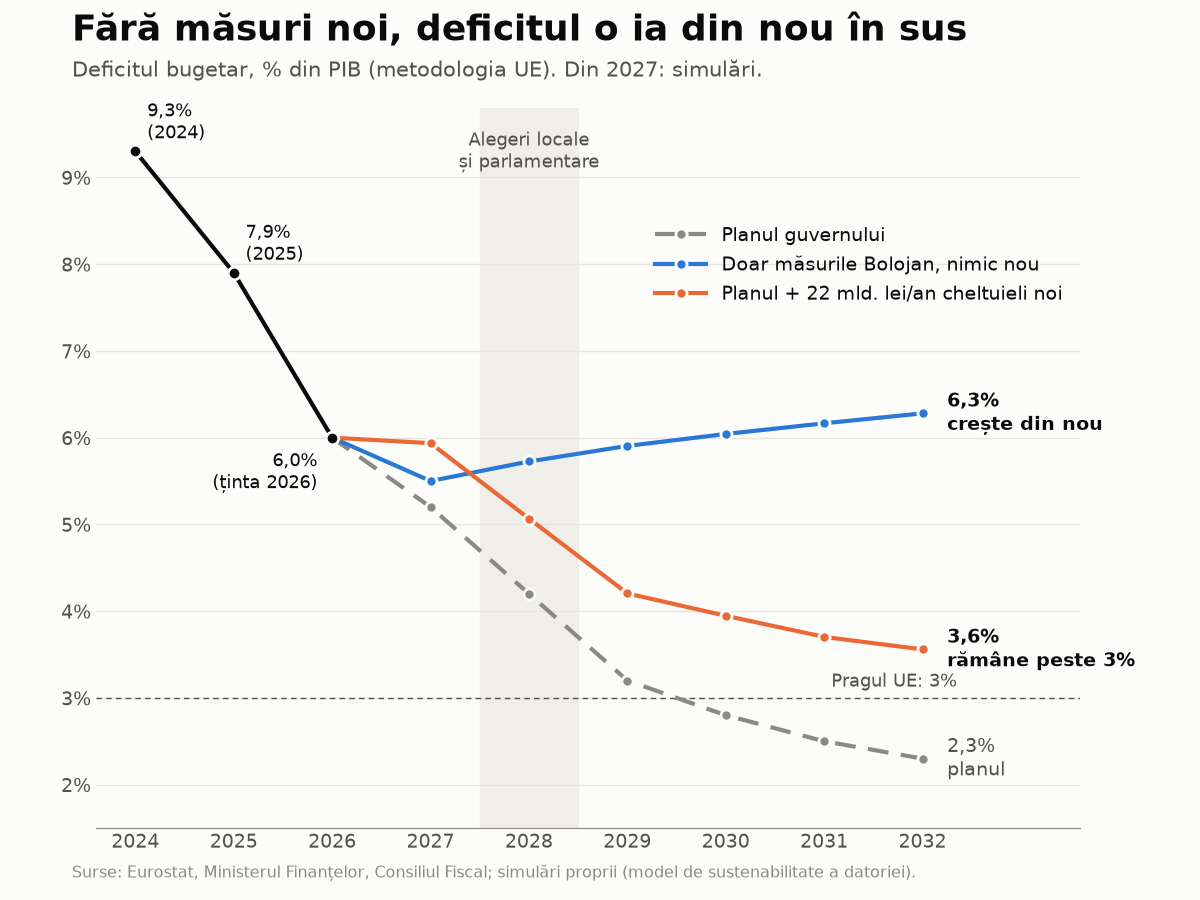 Fără măsuri noi, deficitul o ia din nou în sus
Deficitul bugetar, % din PIB (metodologia UE). Din 2027: simulări.
9,3%
(2024)
Alegeri locale
și parlamentare
9%
7,9%
(2025)
Planul guvernului
8%
Doar măsurile Bolojan, nimic nou
Planul + 22 mld. lei/an cheltuieli noi
7%
6,3%
crește din nou
6%
6,0%
(ținta 2026)
5%
4%
3,6%
rămâne peste 3%
Pragul UE: 3%
3%
2,3%
planul
2%
2024 2025 2026 2027 2028 2029 2030 2031 2032
Surse: Eurostat, Ministerul Finanțelor, Consiliul Fiscal; simulări proprii (model de sustenabilitate a datoriei).